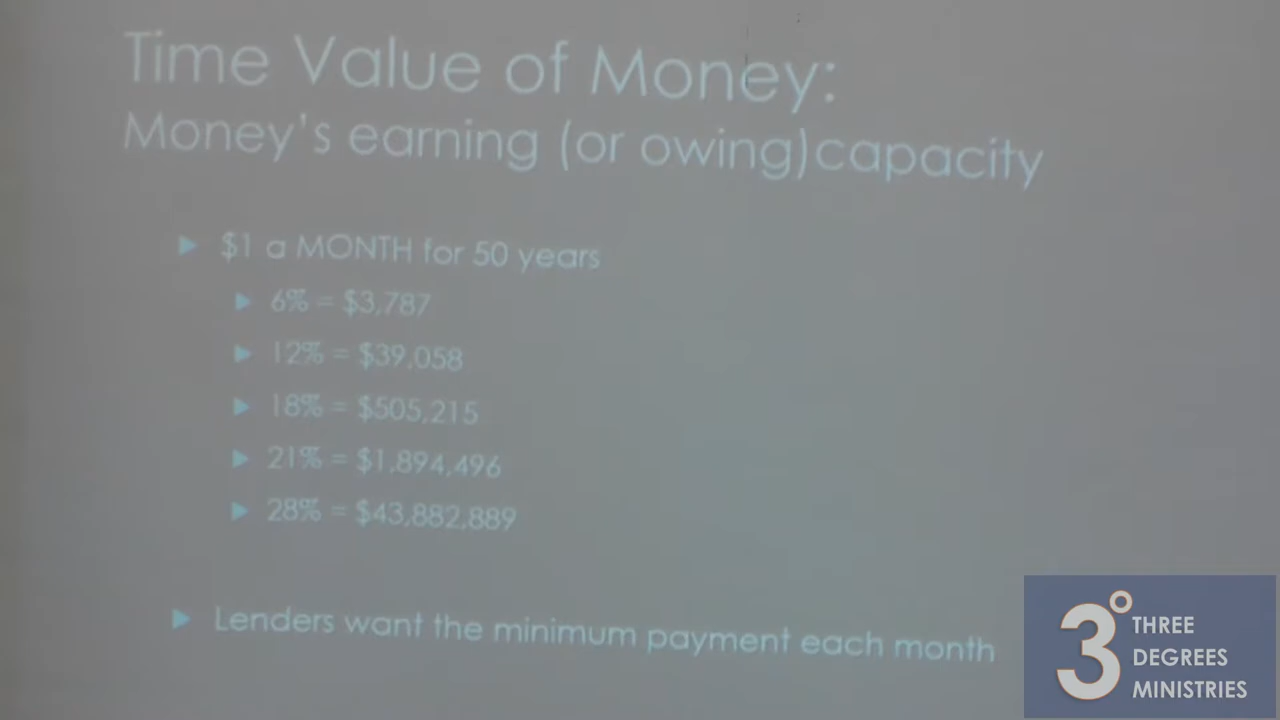 Time Value of Money:
Money's earning (or owing) capacity
$1 a MONTH for 50 years
6% = $3,787
12% = $39,058
18% = $505,215
21% = $1,894,496
28% = $43,882,889
Lenders want the minimum payment each month
3° THREE
DEGREES
MINISTRIES